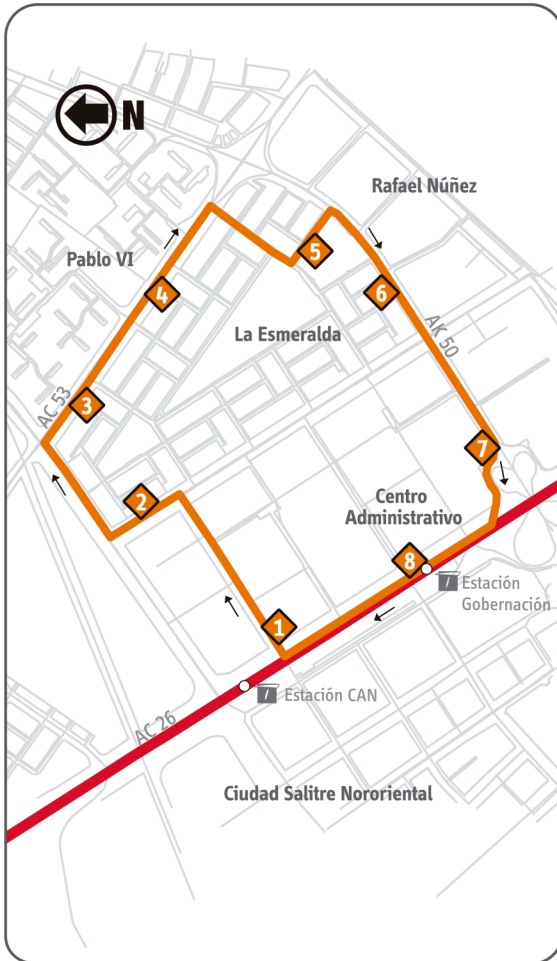 N
Rafael Núñez
Pablo VI
5
4
6
La Esmeralda
AK 50
3
AC 53
7
2
Centro
Administrativo
8
Estación
Gobernación
1
Estación CAN
AC 26
Ciudad Salitre Nororiental